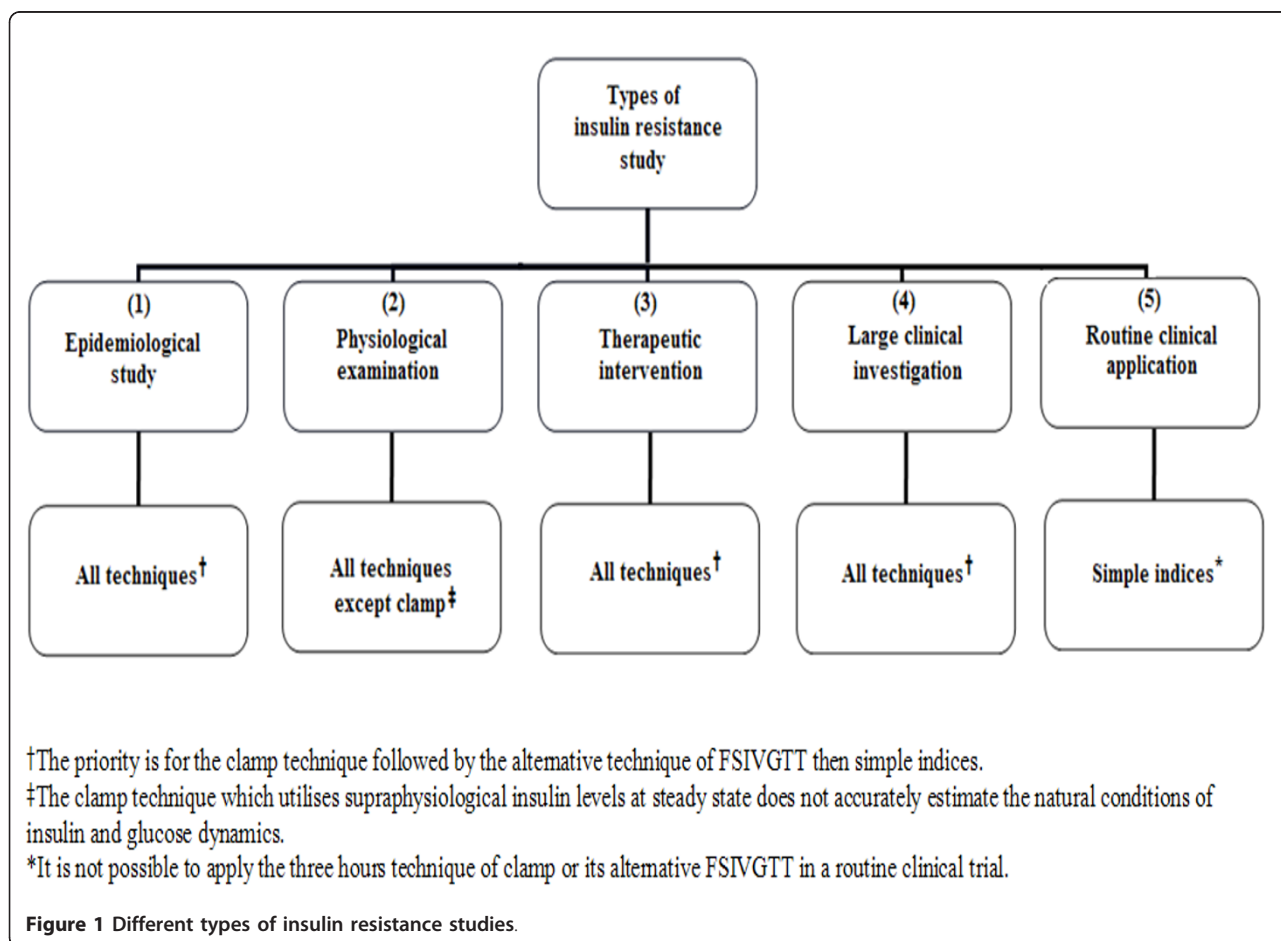 Types of
insulin resistance
study
(1)
Epidemiological
study
(2)
Physiological
examination
(3)
Therapeutic
intervention
(4)
Large clinical
investigation
(5)
Routine clinical
application
All techniques†
All techniques
except clamp‡
All techniques†
All techniques†
Simple indices*
†The priority is for the clamp technique followed by the alternative technique of FSIVGTT then simple indices.
‡The clamp technique which utilises supraphysiological insulin levels at steady state does not accurately estimate the natural conditions of
insulin and glucose dynamics.
*It is not possible to apply the three hours technique of clamp or its alternative FSIVGTT in a routine clinical trial.
Figure 1 Different types of insulin resistance studies.